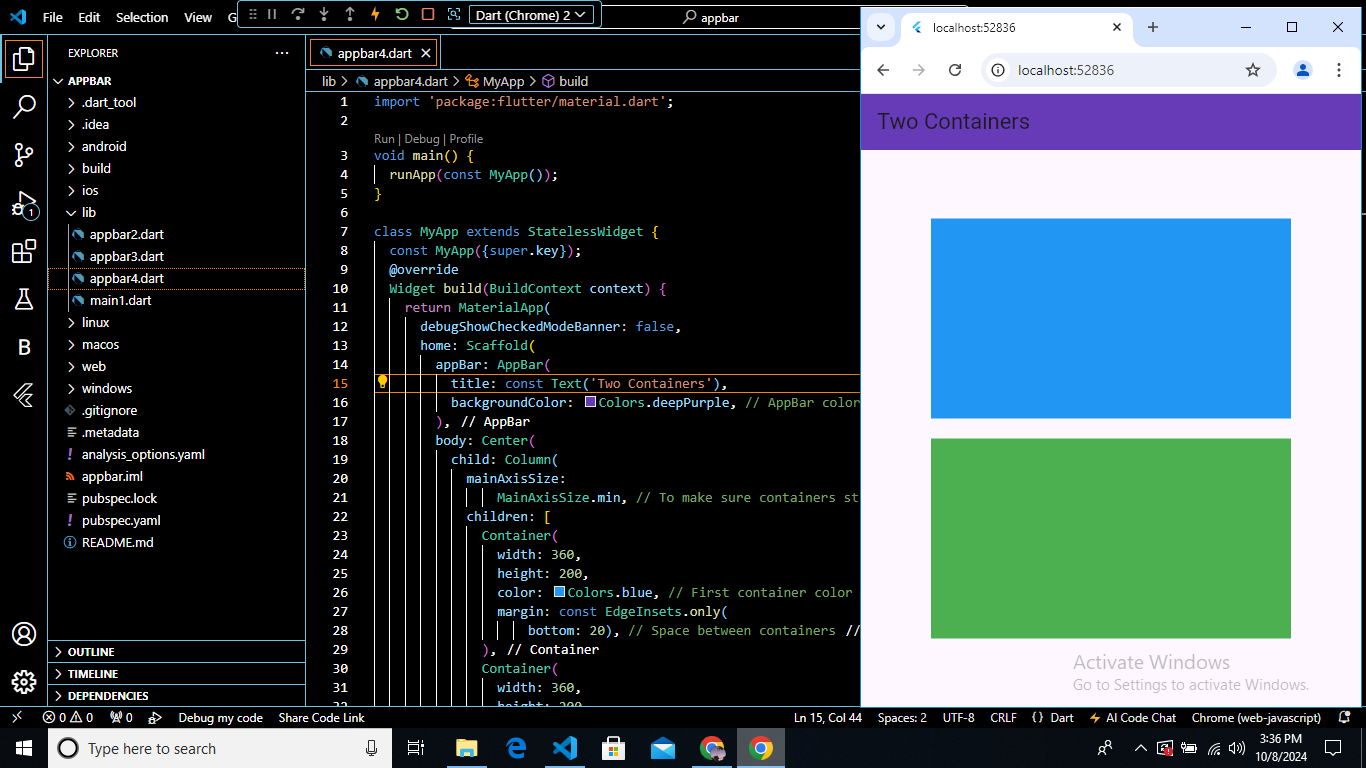 File Edit Selection View G
Dart (Chrome) 2
appbar
EXPLORER
APPBAR
.dart_tool
.idea
android
build
ios
lib
appbar2.dart
appbar3.dart
appbar4.dart
main1.dart
linux
macos
web
windows
.gitignore
.metadata
! analysis_options.yaml
appbar.iml
pubspec.lock
! pubspec.yaml
README.md
OUTLINE
TIMELINE
DEPENDENCIES
1
B
appbar4.dart
lib > appbar4.dart > MyApp > build
1 import 'package:flutter/material.dart';
2
Run | Debug | Profile
3 void main() {
4 runApp(const MyApp());
5 }
6
7 class MyApp extends StatelessWidget {
8 const MyApp({super.key});
9 @override
10 Widget build(BuildContext context) {
11 return MaterialApp(
12 debugShowCheckedModeBanner: false,
13 home: Scaffold(
14 appBar: AppBar(
15 title: const Text('Two Containers'),
16 backgroundColor: Colors.deepPurple, // AppBar color
17 ), // AppBar
18 body: Center(
19 child: Column(
20 mainAxisSize:
21 MainAxisSize.min, // To make sure containers st
22 children: [
23 Container(
24 width: 360,
25 height: 200,
26 color: Colors.blue, // First container color
27 margin: const EdgeInsets.only(
28 bottom: 20), // Space between containers //
29 ), // Container
30 Container(
31 width: 360,
localhost:52836
localhost:52836
Two Containers
Activate Windows
Go to Settings to activate Windows.
0 0 0 Debug my code Share Code Link
Ln 15, Col 44 Spaces: 2 UTF-8 CRLF {} Dart AI Code Chat Chrome (web-javascript)
Type here to search
3:36 PM
10/8/2024